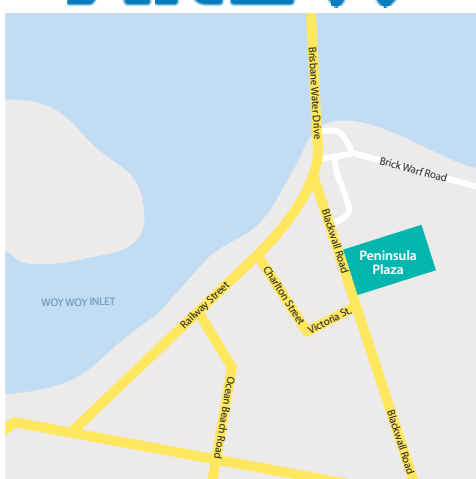 Brisbane Water Drive
Brick Warf Road
Blackwall Road
Peninsula
Plaza
Charlton Street
Railway Street
WOY WOY INLET
Victoria St.
Ocean Beach Road
Blackwall Road